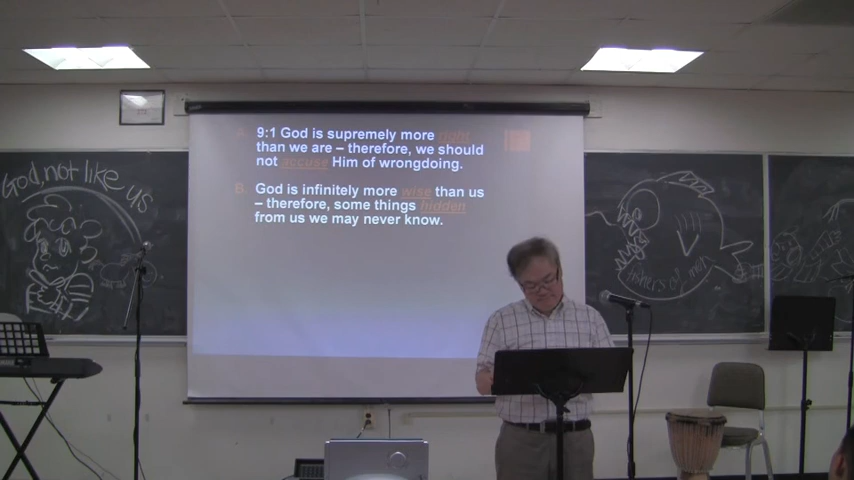 A. 9:1 God is supremely more right
than we are – therefore, we should
not accuse Him of wrongdoing.
B. God is infinitely more wise than us
– therefore, some things hidden
from us we may never know.
God, not like us
fishers of men